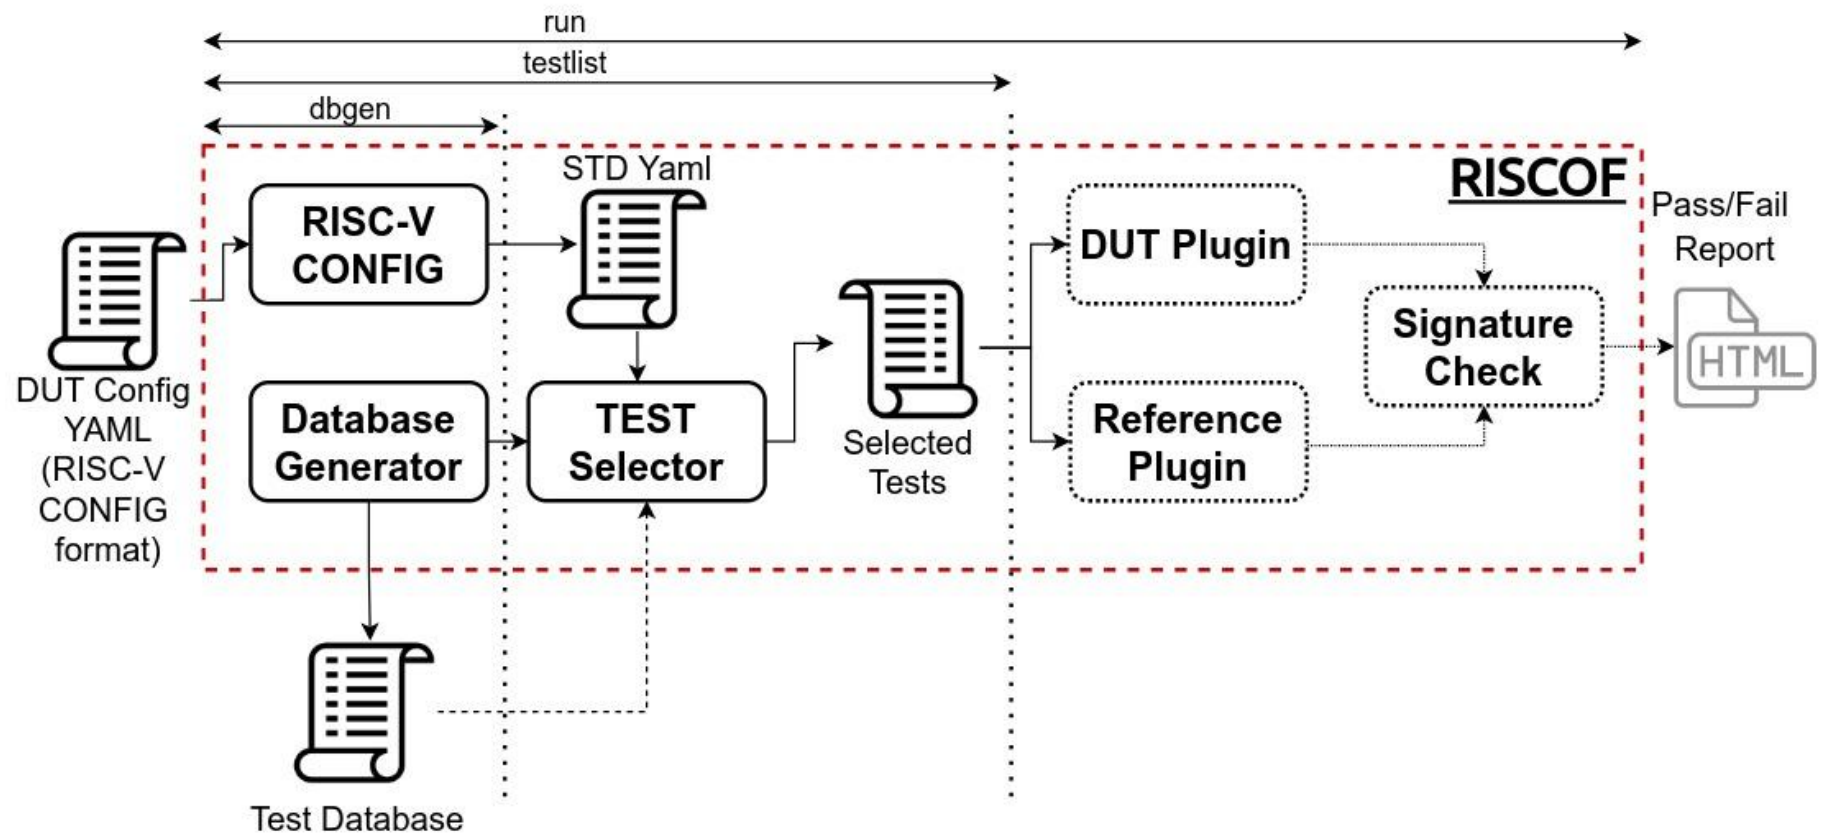 run
testlist
dbgen
STD Yaml
RISCOF
RISC-V
CONFIG
DUT Plugin
Pass/Fail
Report
Signature
Check
HTML
DUT Config
YAML
(RISC-V
CONFIG
format)
Database
Generator
TEST
Selector
Selected
Tests
Reference
Plugin
Test Database